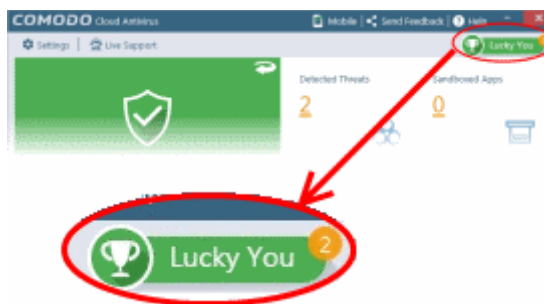 COMODO Cloud Antivirus
Mobile
Send Feedback
Help
Settings
Live Support
Lucky You
Detected Threats
Sandboxed Apps
2
0
Lucky You
2